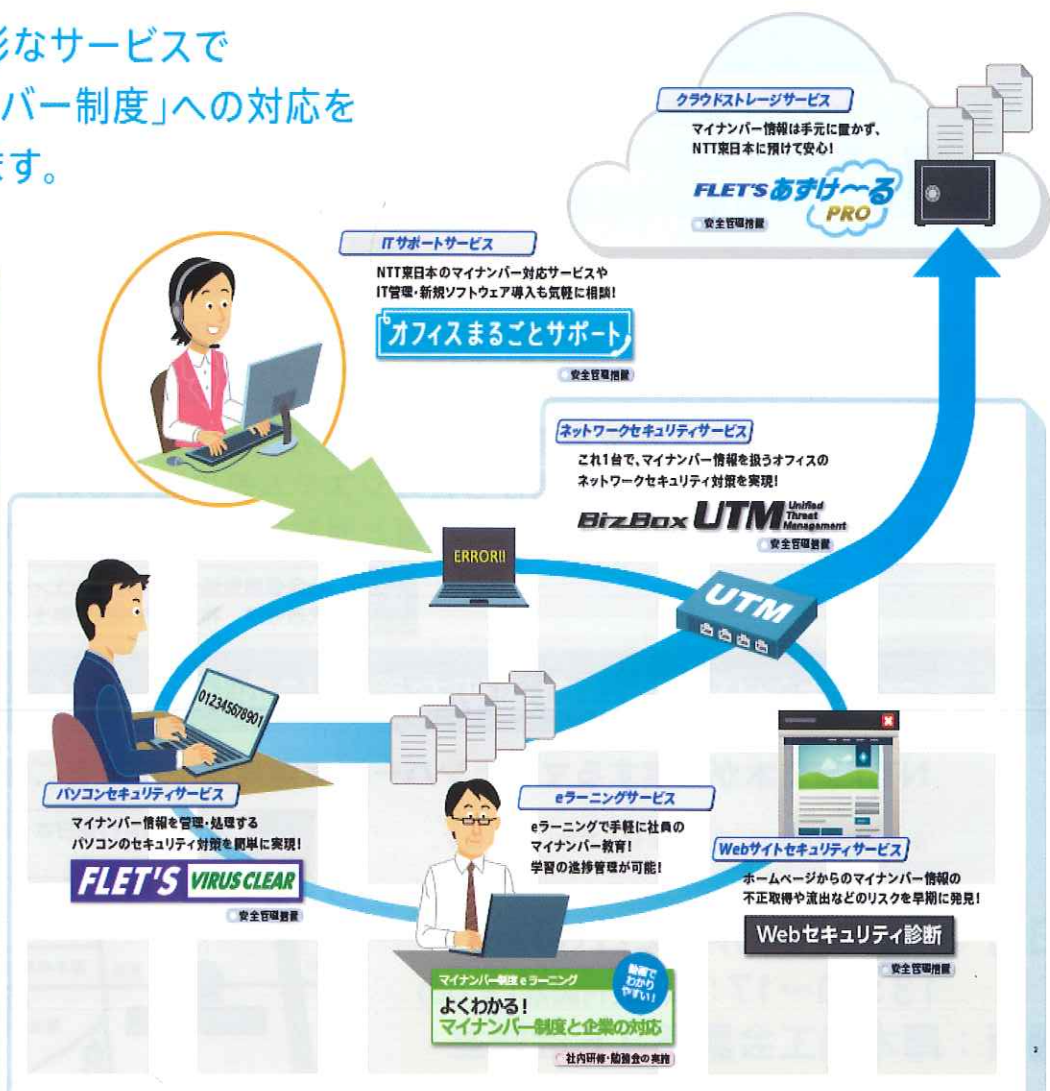 彩なサービスで
バー制度」への対応を
ます。
クラウドストレージサービス
マイナンバー情報は手元に置かず、
NTT東日本に預けて安心!
FLET'S あずけ〜る
PRO
安全管理措置
ITサポートサービス
NTT東日本のマイナンバー対応サービスや
IT管理・新規ソフトウェア導入も気軽に相談!
オフィスまるごとサポート
安全管理措置
ネットワークセキュリティサービス
これ1台で、マイナンバー情報を扱うオフィスの
ネットワークセキュリティ対策を実現!
BizBox UTM Unified Threat Management
安全管理措置
ERROR!!
UTM
012345678901
パソコンセキュリティサービス
マイナンバー情報を管理・処理する
パソコンのセキュリティ対策を簡単に実現!
FLET'S VIRUS CLEAR
安全管理措置
eラーニングサービス
eラーニングで手軽に社員の
マイナンバー教育!
学習の進捗管理が可能!
マイナンバー制度eラーニング
動画で
わかり
やすい!
よくわかる!
マイナンバー制度と企業の対応
社内研修・勉強会の実施
Webサイトセキュリティサービス
ホームページからのマイナンバー情報の
不正取得や流出などのリスクを早期に発見!
Webセキュリティ診断
安全管理措置